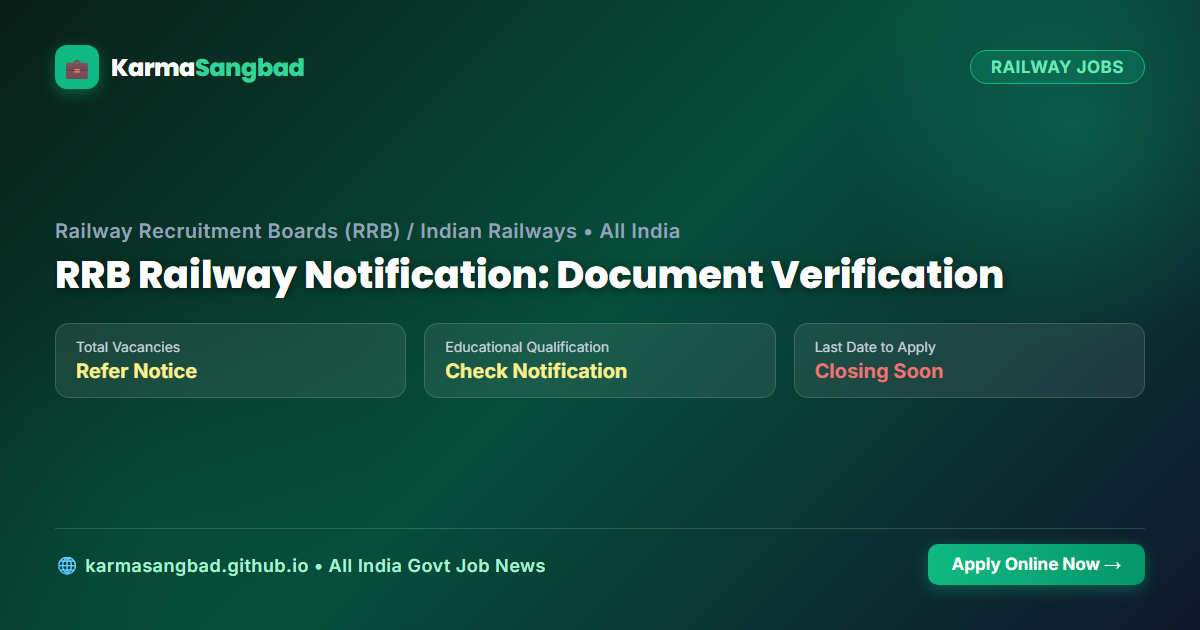 KarmaSangbad
RAILWAY JOBS
Railway Recruitment Boards (RRB) / Indian Railways • All India
RRB Railway Notification: Document Verification
Total Vacancies
Refer Notice
Educational Qualification
Check Notification
Last Date to Apply
Closing Soon
karmasangbad.github.io • All India Govt Job News
Apply Online Now →